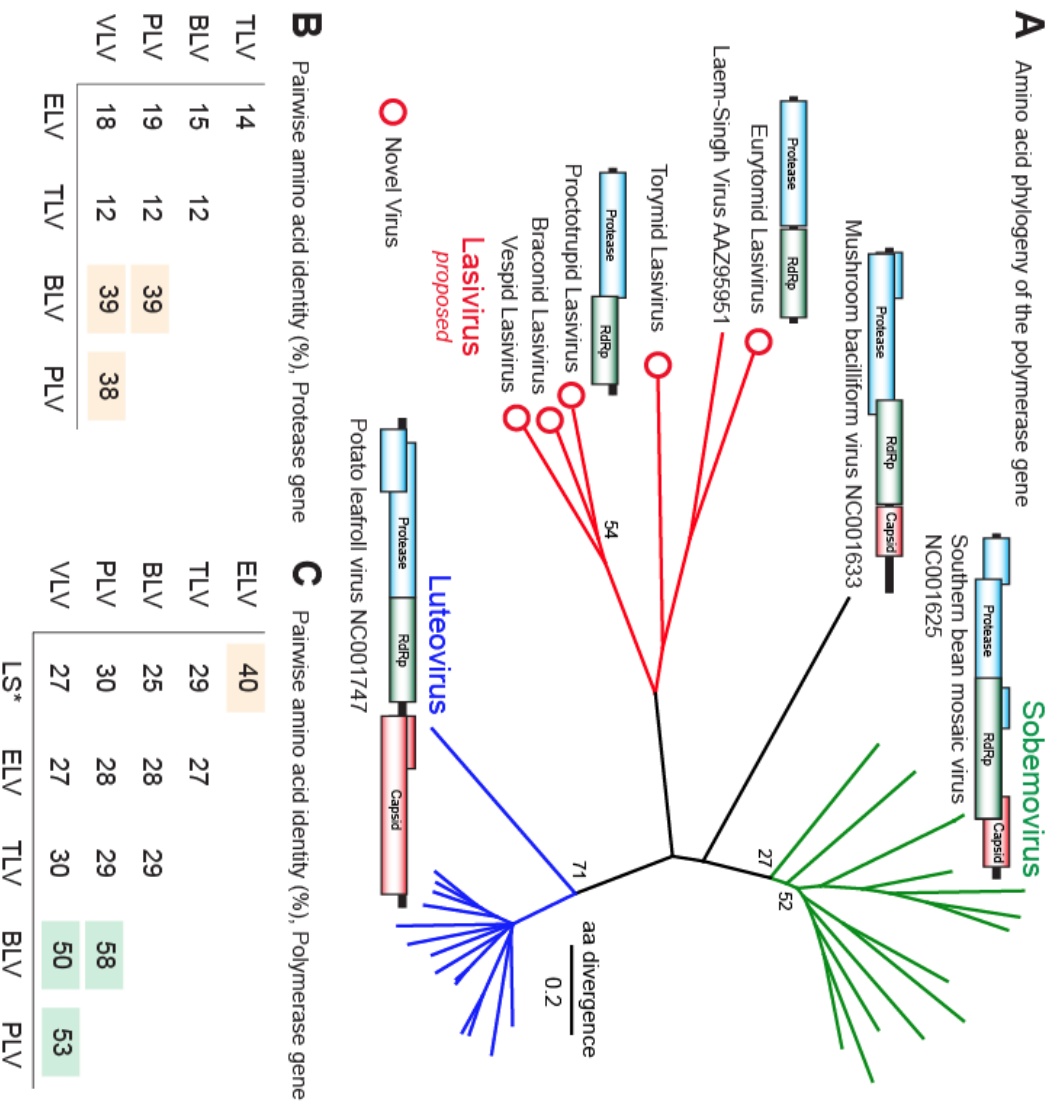 A Amino acid phylogeny of the polymerase gene
Sobemovirus
Southern bean mosaic virus
NC001625
Protease
RdRp
Capsid
Mushroom bacilliform virus NC001633
Protease
RdRp
Capsid
Protease
RdRp
Eurytomid Lasivirus
Laem-Singh Virus AAZ95951
Torymid Lasivirus
Protease
RdRp
Proctotrupid Lasivirus
Braconid Lasivirus
Vespid Lasivirus
Lasivirus
proposed
54
27
52
71
aa divergence
0.2
Luteovirus
Protease
RdRp
Capsid
Potato leafroll virus NC001747
Novel Virus
B Pairwise amino acid identity (%), Protease gene
TLV 14
BLV 15 12
PLV 19 12 39
VLV 18 12 39 38
ELV TLV BLV PLV
C Pairwise amino acid identity (%), Polymerase gene
ELV 40
TLV 29 27
BLV 25 28 29
PLV 30 28 29 58
VLV 27 27 30 50 53
LS* ELV TLV BLV PLV